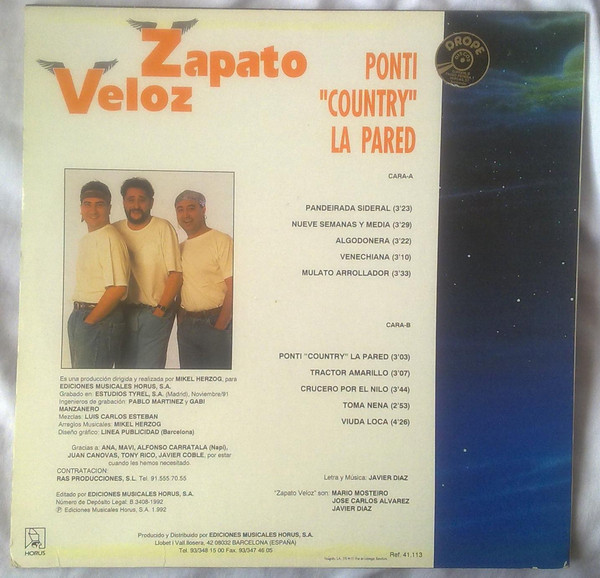 Zapato
Veloz
PONTI
"COUNTRY"
LA PARED
DROPE
CARA-A
PANDEIRADA SIDERAL (3'23)
NUEVE SEMANAS Y MEDIA (3'29)
ALGODONERA (3'22)
VENECHIANA (3'10)
MULATO ARROLLADOR (3'33)
CARA-B
PONTI "COUNTRY" LA PARED (3'03)
TRACTOR AMARILLO (3'07)
CRUCERO POR EL NILO (3'44)
TOMA NENA (2'53)
VIUDA LOCA (4'26)
Es una producción dirigida y realizada por MIKEL HERZOG, para
EDICIONES MUSICALES HORUS, S.A.
Grabado en: ESTUDIOS TYREL, S.A. (Madrid), Noviembre/91
Ingenieros de grabación: PABLO MARTINEZ y GABI
MANZANERO
Mezclas: LUIS CARLOS ESTEBAN
Arreglos Musicales: MIKEL HERZOG
Diseño gráfico: LINEA PUBLICIDAD (Barcelona)
Gracias a: ANA, MAVI, ALFONSO CARRATALA (Napi),
JUAN CANOVAS, TONY RICO, JAVIER COBLE, por estar
cuando les hemos necesitado
CONTRATACION:
RAS PRODUCCIONES, S.L. Tel. 91.555.70.55
Editado por EDICIONES MUSICALES HORUS, S.A.
Número de Depósito Legal: B.3408-1992
Ⓟ Ediciones Musicales Horus, S.A. 1.992
Letra y Música: JAVIER DIAZ
"Zapato Veloz" son: MARIO MOSTEIRO
JOSE CARLOS ALVAREZ
JAVIER DIAZ
HORUS
Producido y Distribuido por EDICIONES MUSICALES HORUS, S.A.
Llobet i Vall.llosera, 42 08032 BARCELONA (ESPAÑA)
Tel. 93/348 15 00 Fax. 93/347 46 05
Ref. 41.113